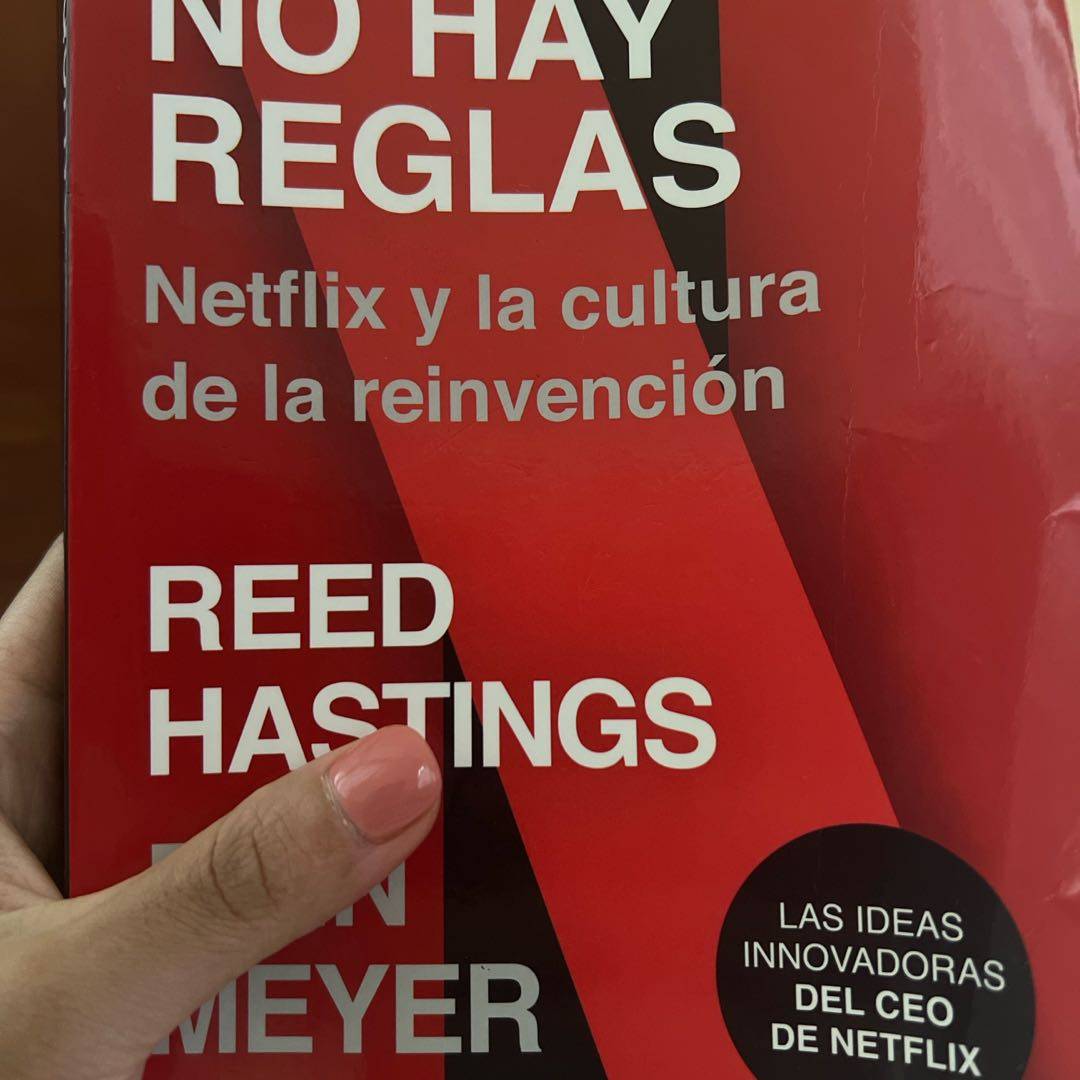 NO HAY
REGLAS
Netflix y la cultura
de la reinvención
REED
HASTINGS
MEYER
LAS IDEAS
INNOVADORAS
DEL CEO
DE NETFLIX